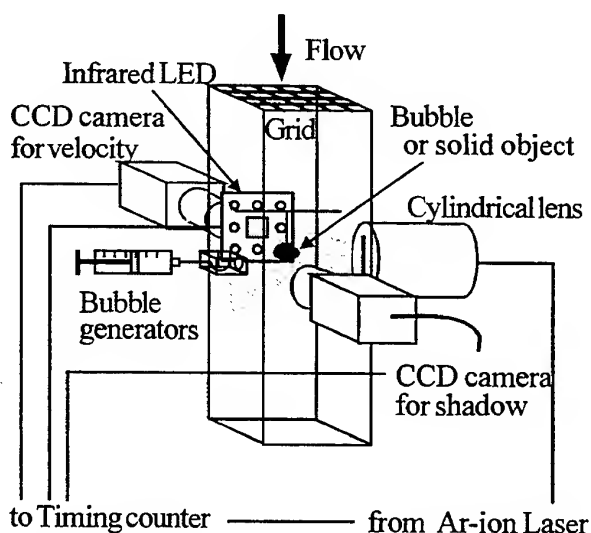 Flow
Infrared LED
CCD camera
for velocity
Grid
Bubble
or solid object
Cylindrical lens
Bubble
generators
CCD camera
for shadow
to Timing counter
from Ar-ion Laser